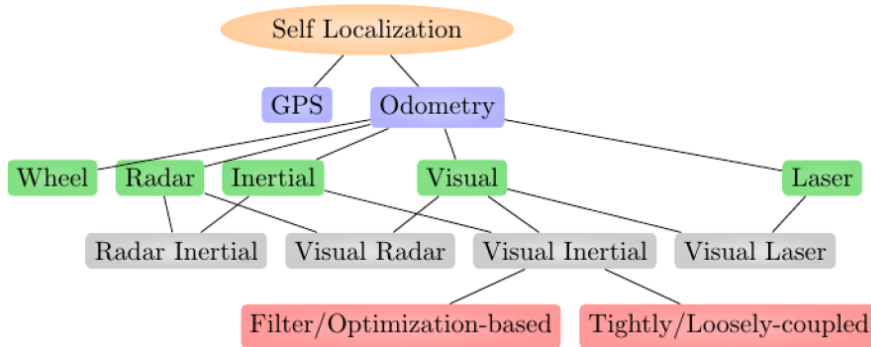 Self Localization
GPS
Odometry
Wheel
Radar
Inertial
Visual
Laser
Radar Inertial
Visual Radar
Visual Inertial
Visual Laser
Filter/Optimization-based
Tightly/Loosely-coupled